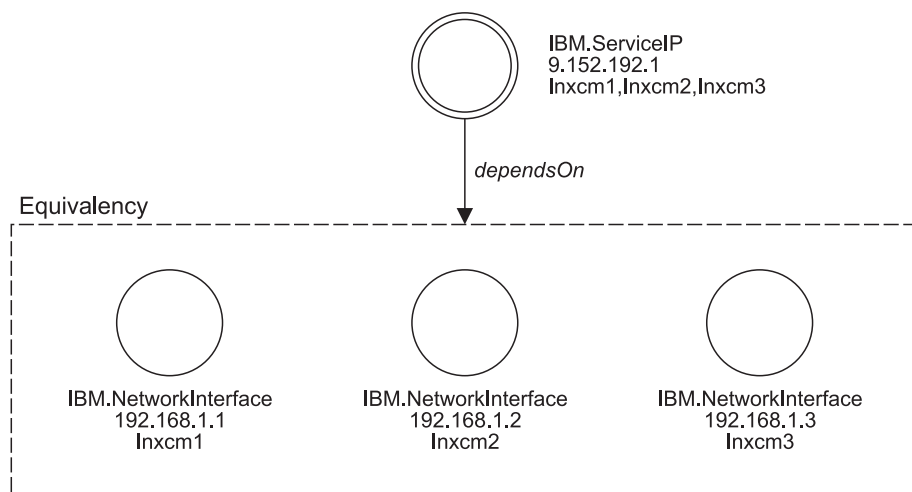 IBM.ServiceIP
9.152.192.1
lnxcm1,lnxcm2,lnxcm3
dependsOn
Equivalency
IBM.NetworkInterface
192.168.1.1
lnxcm1
IBM.NetworkInterface
192.168.1.2
lnxcm2
IBM.NetworkInterface
192.168.1.3
lnxcm3